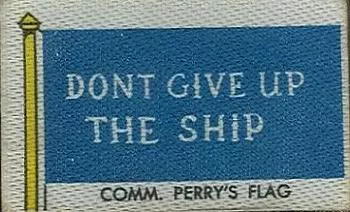 DONT GIVE UP
THE SHIP
COMM. PERRY'S FLAG